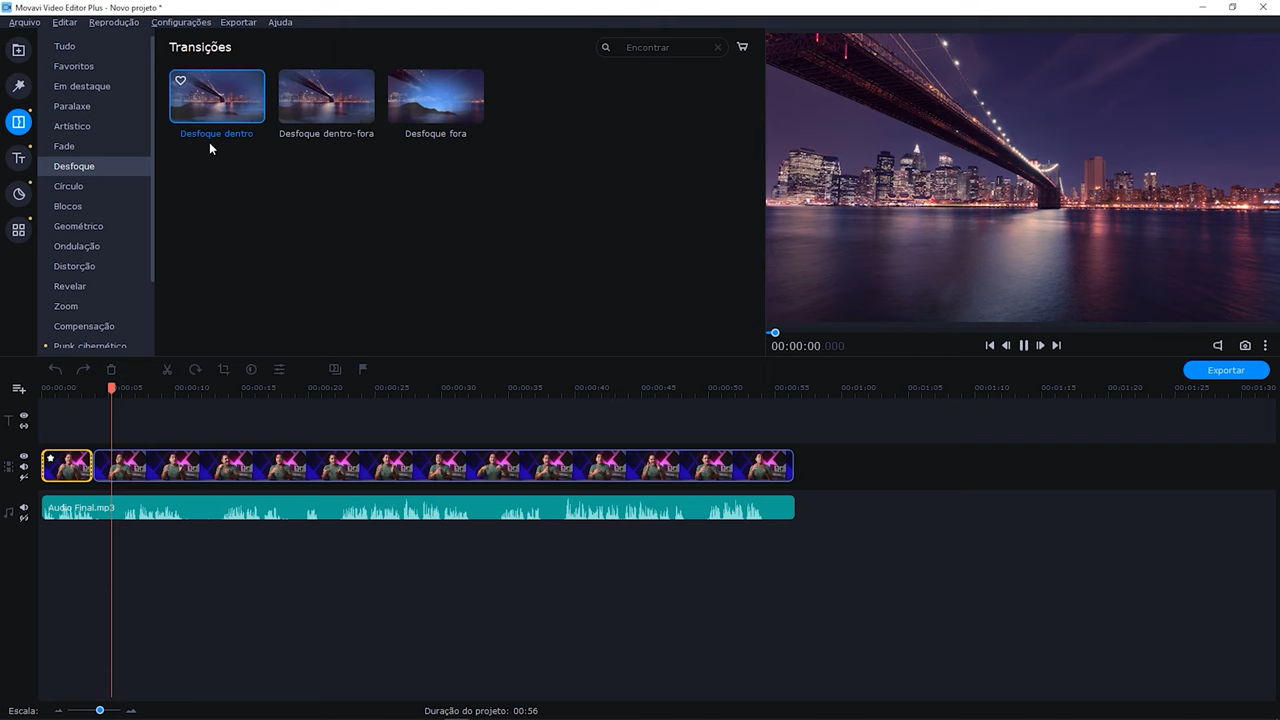 Movavi Video Editor Plus - Novo projeto *
Arquivo Editar Reprodução Configurações Exportar Ajuda
Tudo
Favoritos
Em destaque
Paralaxe
Artístico
Fade
Desfoque
Círculo
Blocos
Geométrico
Ondulação
Distorção
Revelar
Zoom
Compensação
Punk cibernético
Transições
Encontrar
Desfoque dentro
Desfoque dentro-fora
Desfoque fora
00:00:00.000
Exportar
00:00:00 00:00:05 00:00:10 00:00:15 00:00:20 00:00:25 00:00:30 00:00:35 00:00:40 00:00:45 00:00:50 00:00:55 00:01:00 00:01:05 00:01:10 00:01:15 00:01:20 00:01:25 00:01:30
Audio Final.mp3
Escala:
Duração do projeto: 00:56